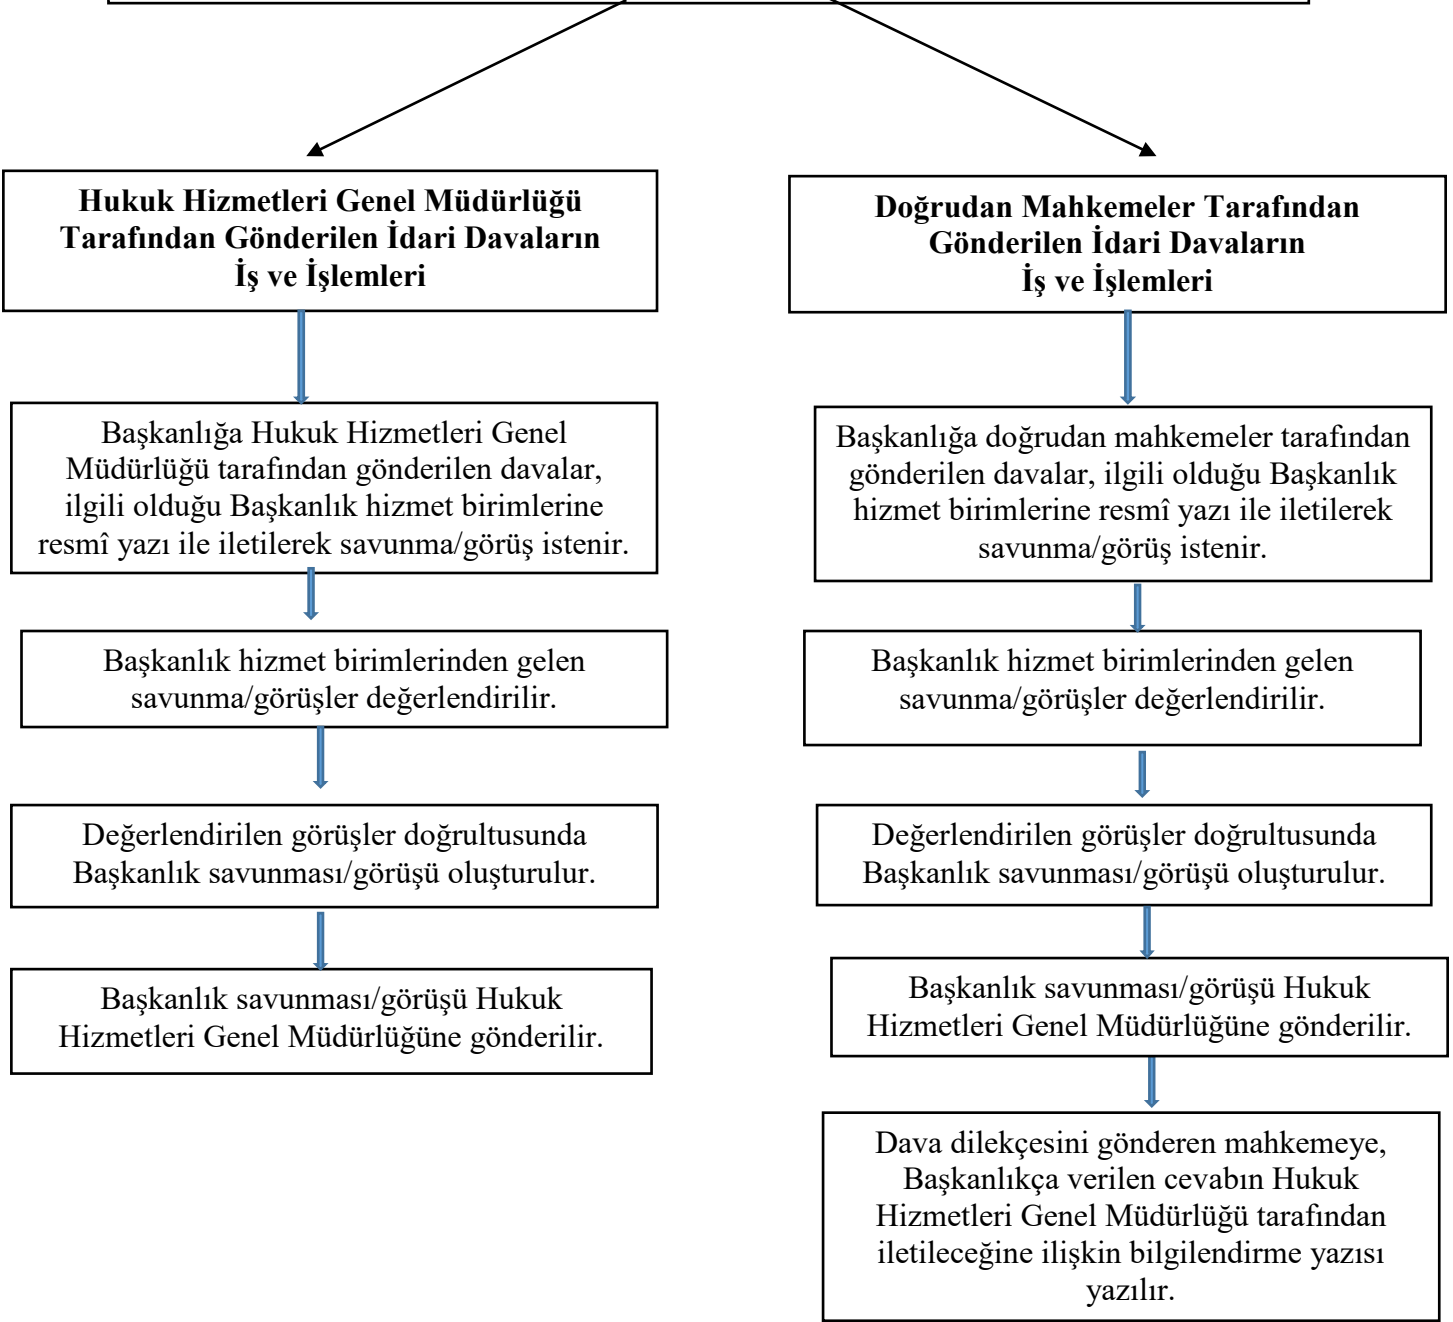 Hukuk Hizmetleri Genel Müdürlüğü
Tarafından Gönderilen İdari Davaların
İş ve İşlemleri
Başkanlığa Hukuk Hizmetleri Genel
Müdürlüğü tarafından gönderilen davalar,
ilgili olduğu Başkanlık hizmet birimlerine
resmî yazı ile iletilerek savunma/görüş istenir.
Başkanlık hizmet birimlerinden gelen
savunma/görüşler değerlendirilir.
Değerlendirilen görüşler doğrultusunda
Başkanlık savunması/görüşü oluşturulur.
Başkanlık savunması/görüşü Hukuk
Hizmetleri Genel Müdürlüğüne gönderilir.
Doğrudan Mahkemeler Tarafından
Gönderilen İdari Davaların
İş ve İşlemleri
Başkanlığa doğrudan mahkemeler tarafından
gönderilen davalar, ilgili olduğu Başkanlık
hizmet birimlerine resmî yazı ile iletilerek
savunma/görüş istenir.
Başkanlık hizmet birimlerinden gelen
savunma/görüşler değerlendirilir.
Değerlendirilen görüşler doğrultusunda
Başkanlık savunması/görüşü oluşturulur.
Başkanlık savunması/görüşü Hukuk
Hizmetleri Genel Müdürlüğüne gönderilir.
Dava dilekçesini gönderen mahkemeye,
Başkanlıkça verilen cevabın Hukuk
Hizmetleri Genel Müdürlüğü tarafından
iletileceğine ilişkin bilgilendirme yazısı
yazılır.